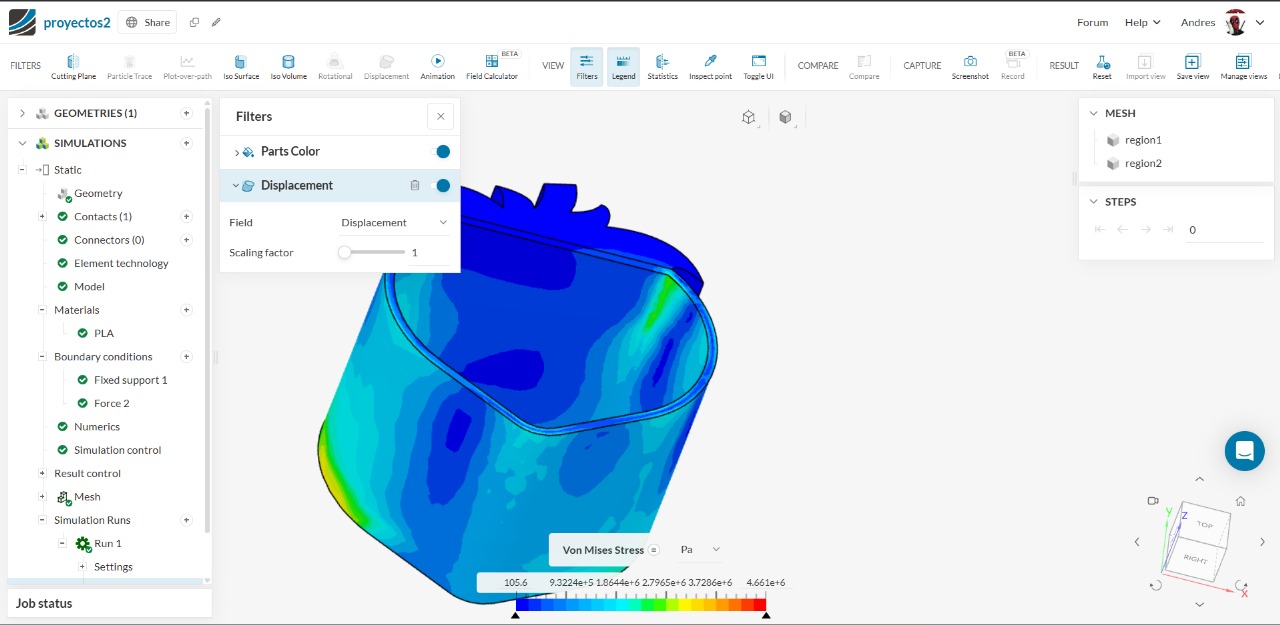 proyectos2
Share
Forum
Help
Andres
FILTERS
Cutting Plane
Particle Trace
Plot-over-path
Iso Surface
Iso Volume
Rotational
Displacement
Animation
BETA
Field Calculator
VIEW
Filters
Legend
Statistics
Inspect point
Toggle UI
COMPARE
Compare
CAPTURE
Screenshot
BETA
Record
RESULT
Reset
Import view
Save view
Manage views
GEOMETRIES (1)
SIMULATIONS
Static
Geometry
Contacts (1)
Connectors (0)
Element technology
Model
Materials
PLA
Boundary conditions
Fixed support 1
Force 2
Numerics
Simulation control
Result control
Mesh
Simulation Runs
Run 1
Settings
Job status
Filters
Parts Color
Displacement
Field
Displacement
Scaling factor
1
MESH
region1
region2
STEPS
0
Von Mises Stress
Pa
105.6
9.3224e+5
1.8644e+6
2.7965e+6
3.7286e+6
4.661e+6
Y
Z
TOP
RIGHT
X